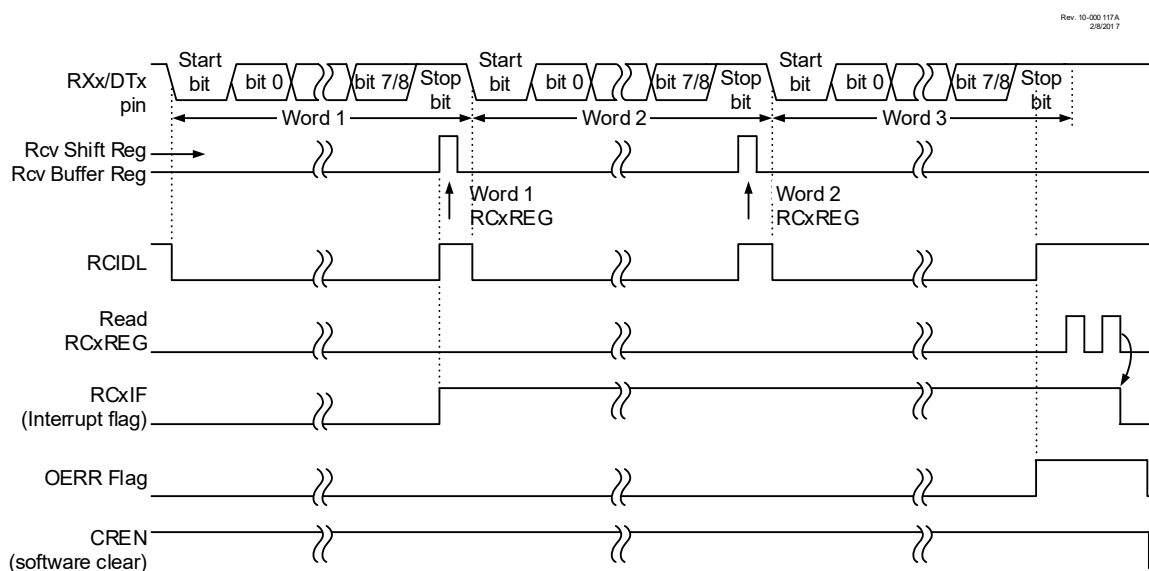 Rev. 10-000 117A
2/8/201 7
RXx/DTx
pin
Start
bit
bit 0
bit 7/8
Stop
bit
Start
bit
bit 0
bit 7/8
Stop
bit
Start
bit
bit 0
bit 7/8
Stop
bit
Word 1
Word 2
Word 3
Rcv Shift Reg
Rcv Buffer Reg
Word 1
RCxREG
Word 2
RCxREG
RCIDL
Read
RCxREG
RCxIF
(Interrupt flag)
OERR Flag
CREN
(software clear)